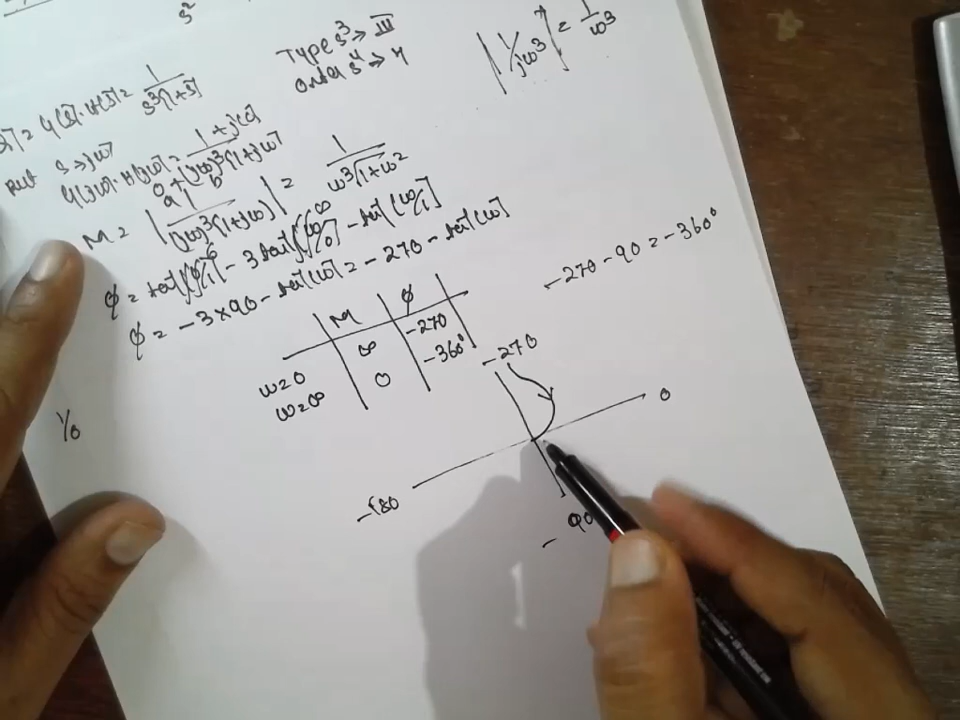 s²
Type s³ → III
Order s⁴ → 4
|1/jω³| = 1/ω³
G(s)·H(s) = 1/s³(1+s)
Put s → jω
G(jω)·H(jω) = 1+j(0)/(jω)³(1+jω)
a + b
M = |1/(jω)³(1+jω)| = 1/ω³√1+ω²
ϕ = tan⁻¹(0/1) - 3tan⁻¹(ω/0) - tan⁻¹(ω/1)
ϕ = -3×90 - tan⁻¹(ω) = -270 - tan⁻¹(ω)
-270-90 = -360°
M ϕ
ω=0 ∞ -270
ω=∞ 0 -360°
1/0
-270
0
-180
-90